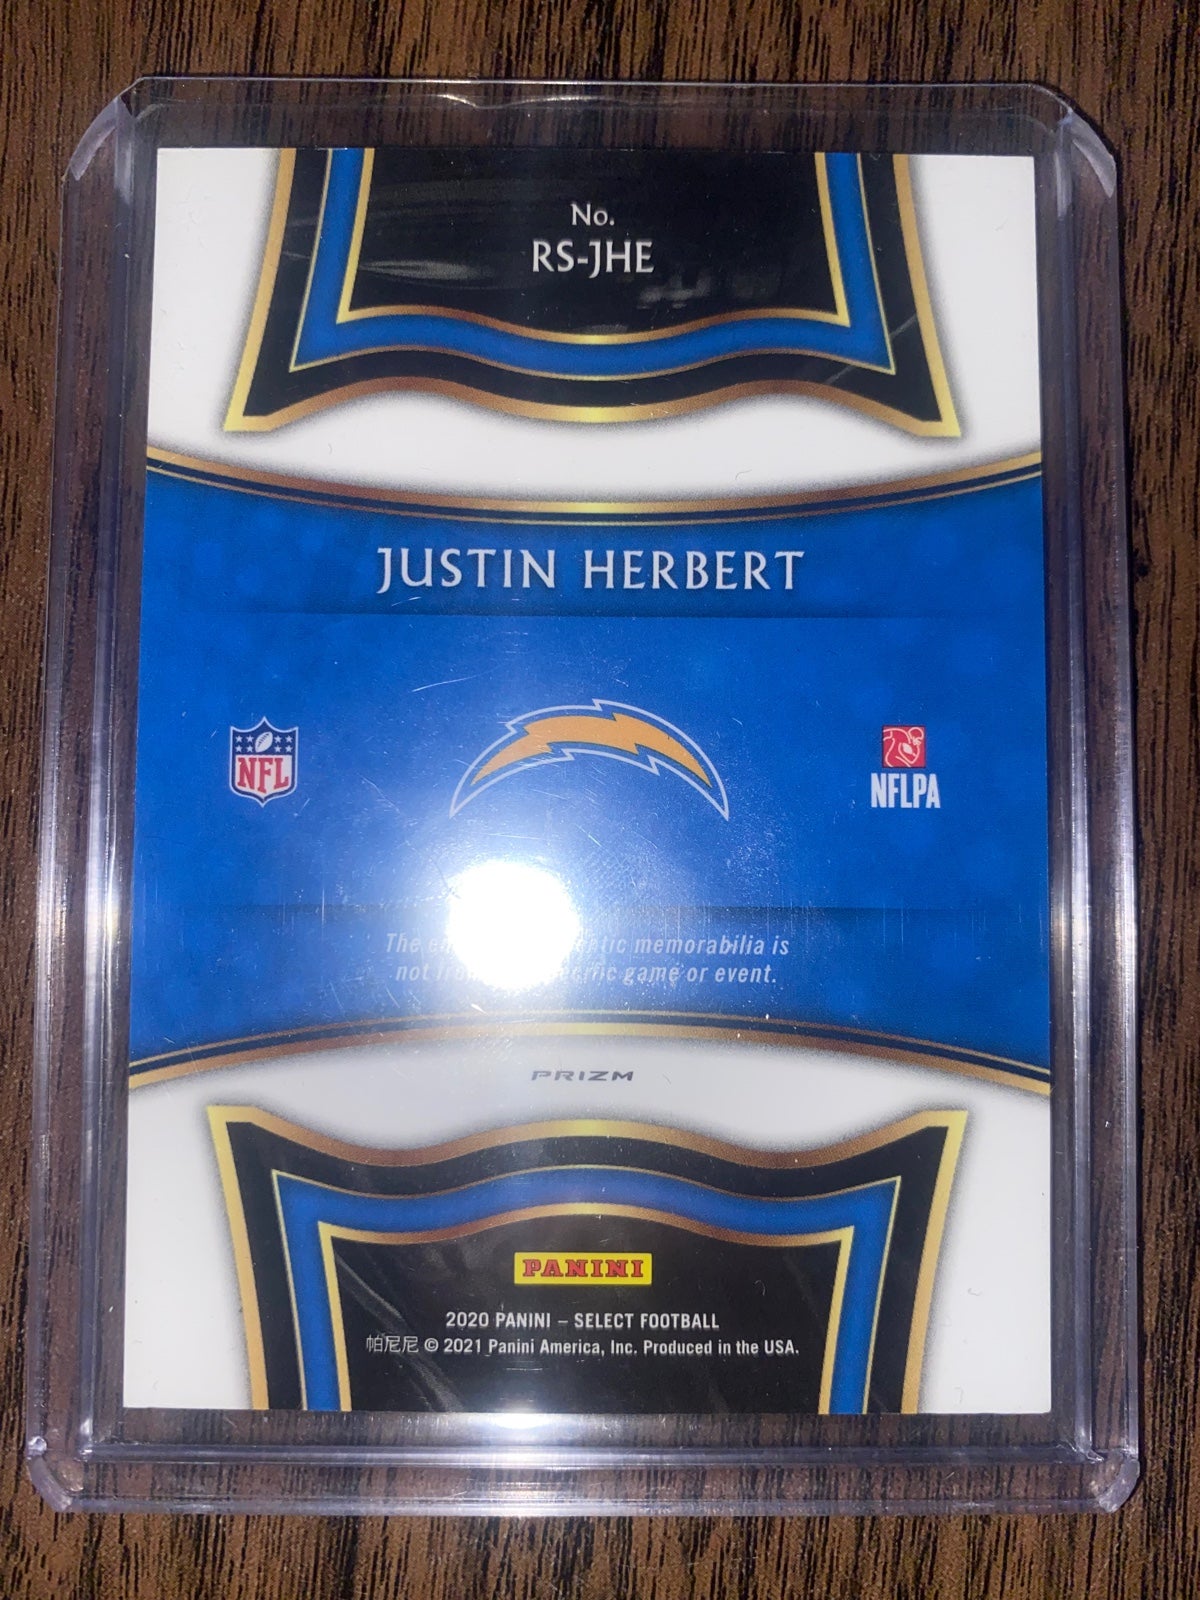 No.
RS-JHE
JUSTIN HERBERT
NFL
NFLPA
The memorabilia is
not game or event.
PRIZM
PANINI
2020 PANINI – SELECT FOOTBALL
帕尼尼 © 2021 Panini America, Inc. Produced in the USA.